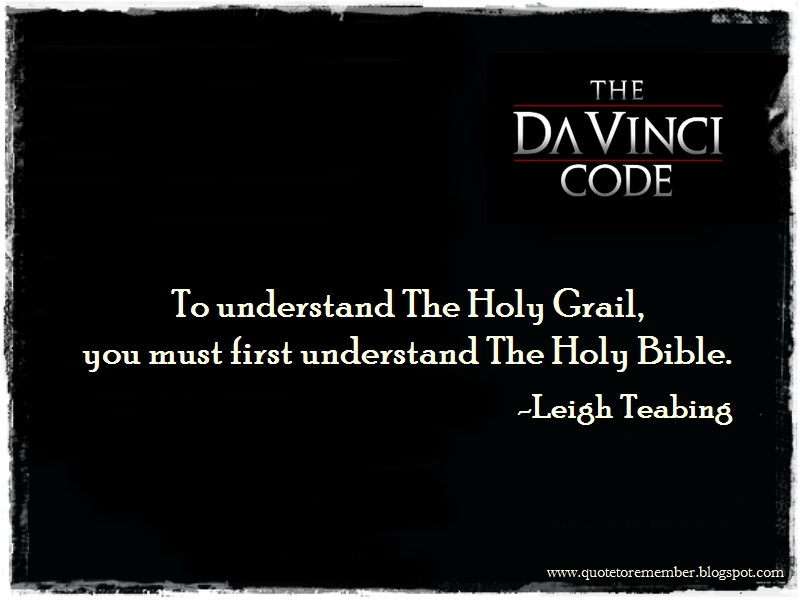 THE
DA VINCI
CODE
To understand The Holy Grail,
you must first understand The Holy Bible.
-Leigh Teabing
www.quotetoremember.blogspot.com